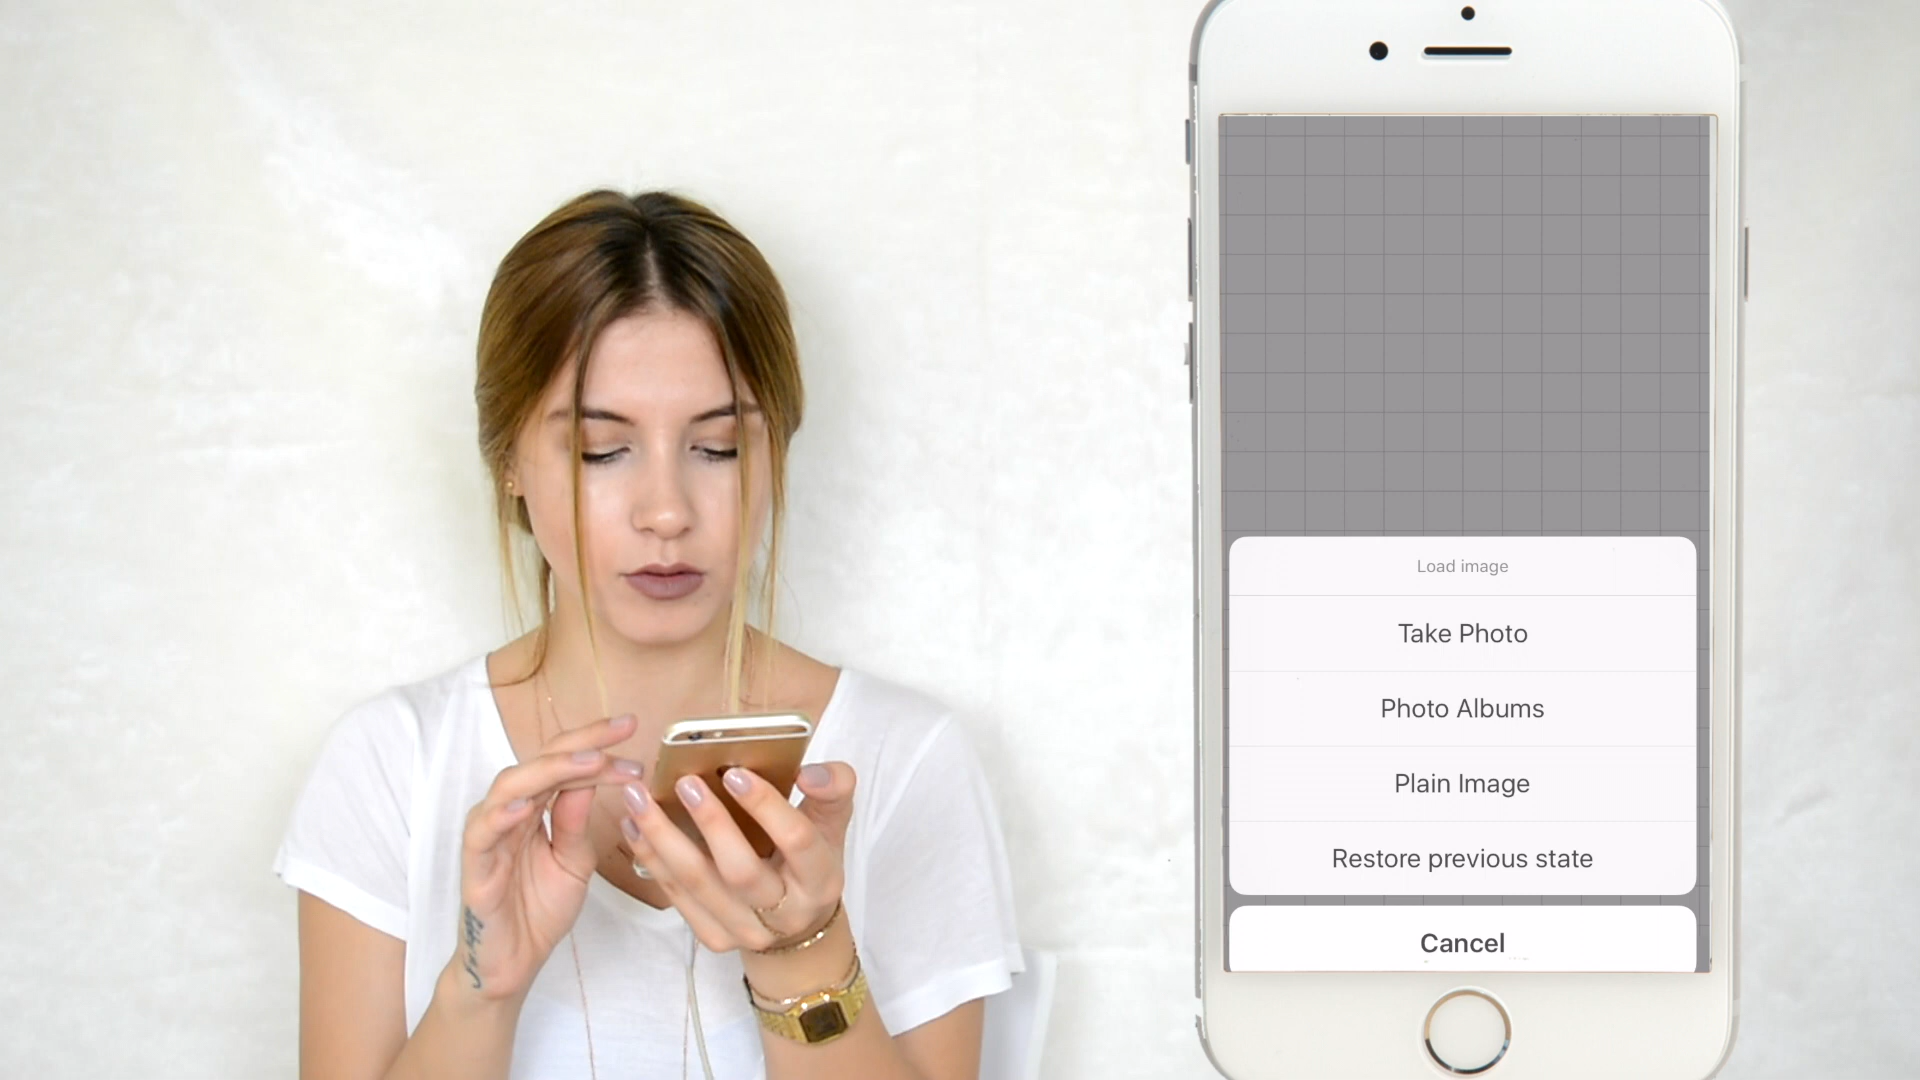 Load image
Take Photo
Photo Albums
Plain Image
Restore previous state
Cancel